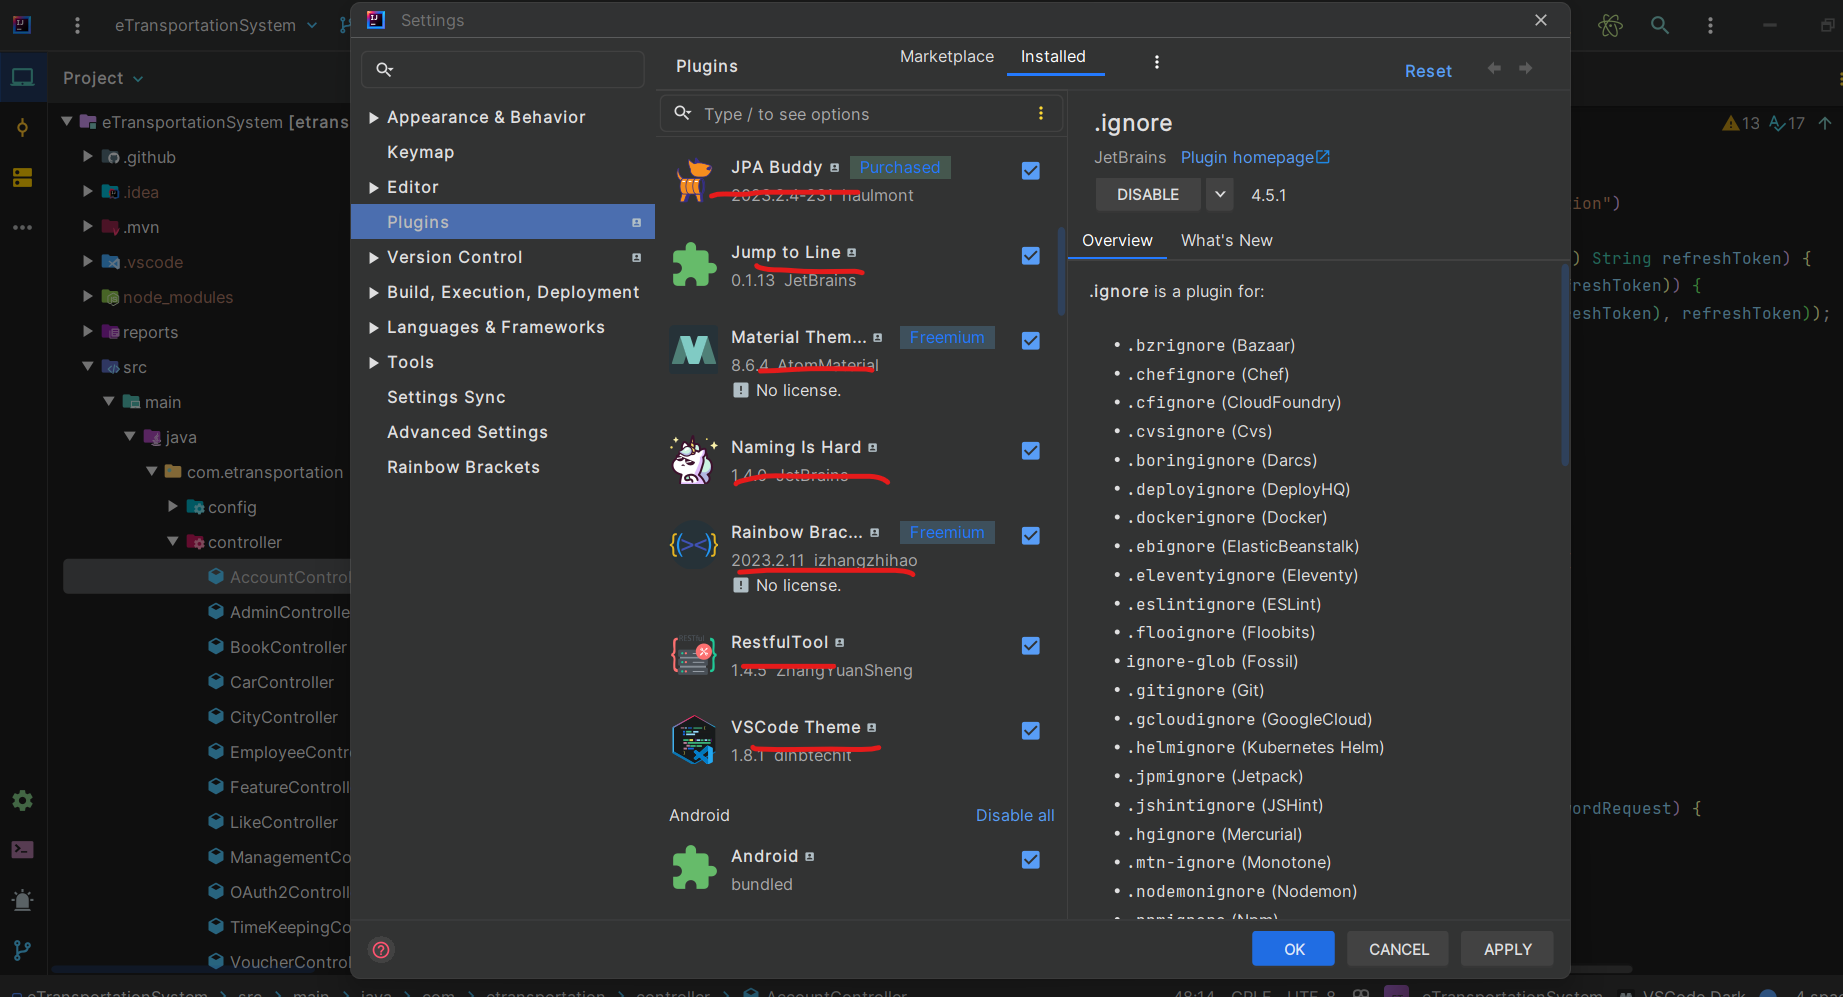 eTransportationSystem
Settings
Project
eTransportationSystem [etrans
.github
.idea
.mvn
.vscode
node_modules
reports
src
main
java
com.etransportation
config
controller
AccountControl
AdminControlle
BookController
CarController
CityController
EmployeeContr
FeatureControll
LikeController
ManagementCo
OAuth2Controll
TimeKeepingCo
VoucherControl
Appearance & Behavior
Keymap
Editor
Plugins
Version Control
Build, Execution, Deployment
Languages & Frameworks
Tools
Settings Sync
Advanced Settings
Rainbow Brackets
Plugins
Marketplace
Installed
Reset
Type / to see options
JPA Buddy Purchased
2023.2.4-231 haulmont
Jump to Line
0.1.13 JetBrains
Material Them... Freemium
8.6.4 AtomMaterial
No license.
Naming Is Hard
1.4.0 JetBrains
Rainbow Brac... Freemium
2023.2.11 izhangzhihao
No license.
RestfulTool
1.4.5 ZhangYuanSheng
VSCode Theme
1.8.1 dinbtechit
Android Disable all
Android
bundled
.ignore
JetBrains Plugin homepage
DISABLE 4.5.1
Overview What's New
.ignore is a plugin for:
• .bzrignore (Bazaar)
• .chefignore (Chef)
• .cfignore (CloudFoundry)
• .cvsignore (Cvs)
• .boringignore (Darcs)
• .deployignore (DeployHQ)
• .dockerignore (Docker)
• .ebignore (ElasticBeanstalk)
• .eleventyignore (Eleventy)
• .eslintignore (ESLint)
• .flooignore (Floobits)
• ignore-glob (Fossil)
• .gitignore (Git)
• .gcloudignore (GoogleCloud)
• .helmignore (Kubernetes Helm)
• .jpmignore (Jetpack)
• .jshintignore (JSHint)
• .hgignore (Mercurial)
• .mtn-ignore (Monotone)
• .nodemonignore (Nodemon)
• .npmignore (Npm)
OK CANCEL APPLY
13 17
ion")
) String refreshToken) {
freshToken)) {
eshToken), refreshToken));
ordRequest) {
eTransportationSystem > src > main > java > com > etransportation > controller > AccountController
48:14 CRLF UTF-8 eTransportationSystem VSCode Dark 4 spac